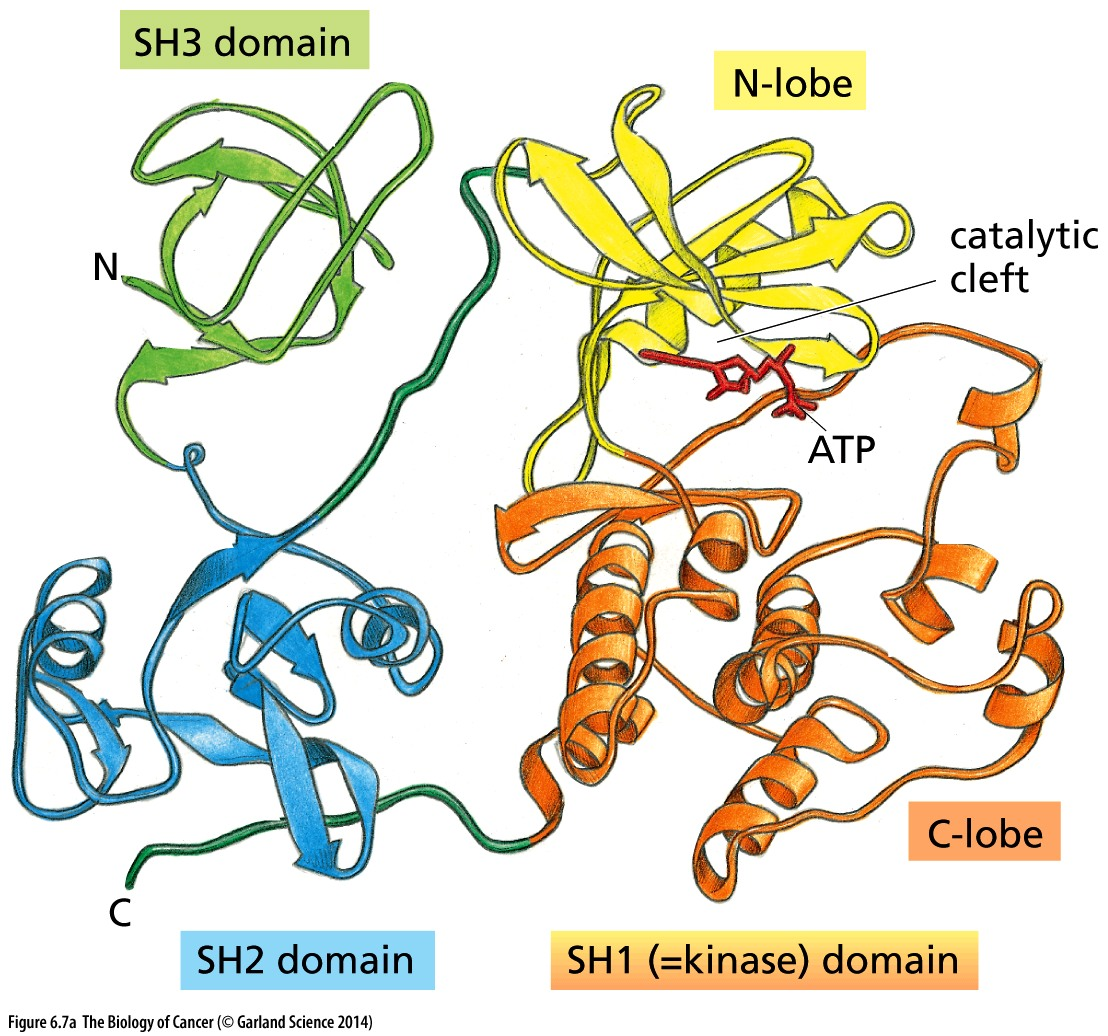 SH3 domain
N-lobe
catalytic
cleft
N
ATP
C-lobe
C
SH2 domain
SH1 (=kinase) domain
Figure 6.7a The Biology of Cancer (© Garland Science 2014)